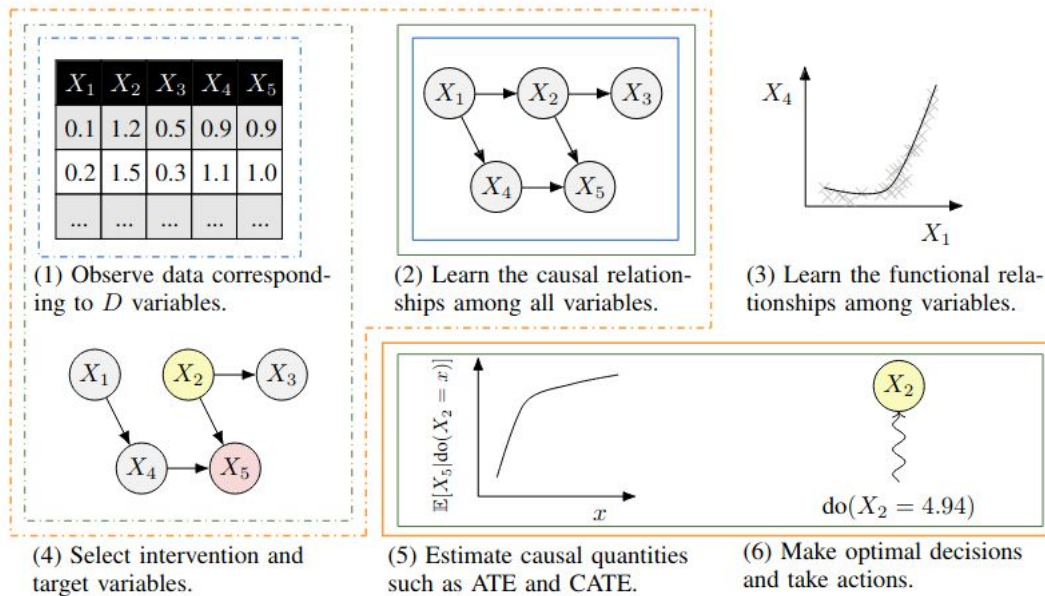 X₁ X₂ X₃ X₄ X₅
0.1 1.2 0.5 0.9 0.9
0.2 1.5 0.3 1.1 1.0
... ... ... ... ...
(1) Observe data correspond-
ing to D variables.
X₁ X₂ X₃
X₄ X₅
(2) Learn the causal relation-
ships among all variables.
X₄
X₁
(3) Learn the functional rela-
tionships among variables.
X₁ X₂ X₃
X₄ X₅
(4) Select intervention and
target variables.
𝔼[X₅|do(X₂ = x)]
x
(5) Estimate causal quantities
such as ATE and CATE.
X₂
do(X₂ = 4.94)
(6) Make optimal decisions
and take actions.